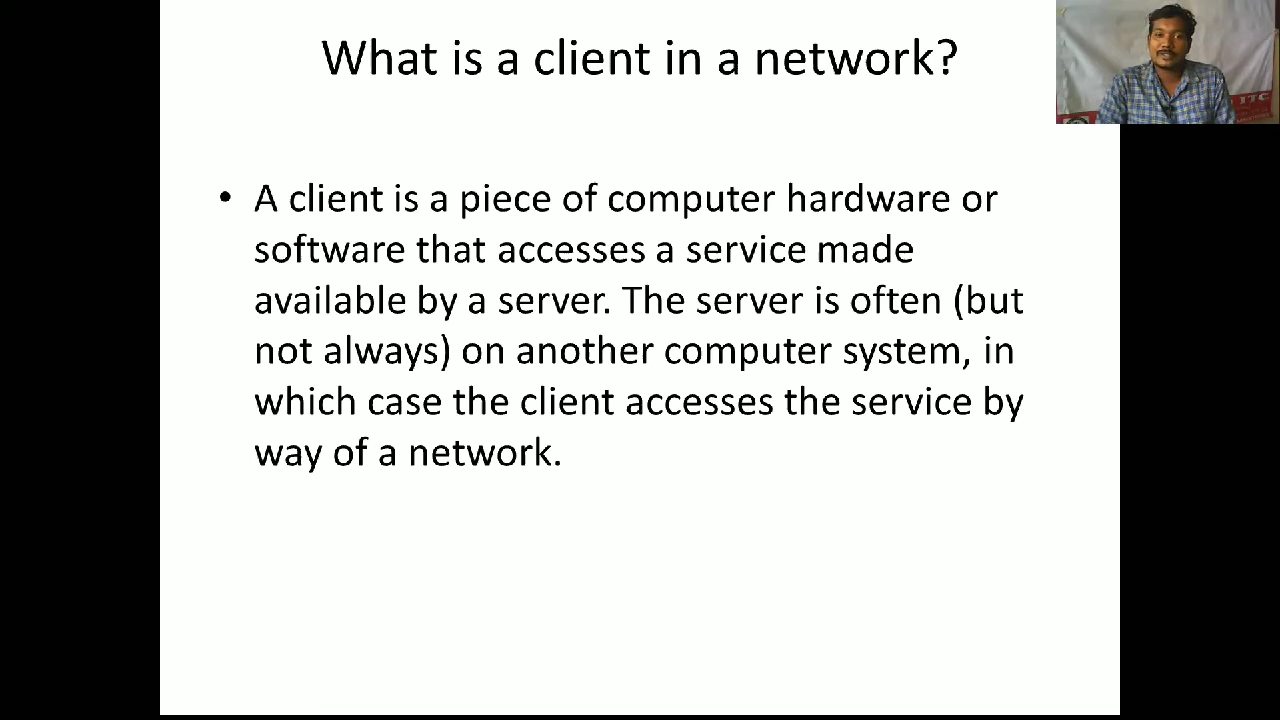 What is a client in a network?
• A client is a piece of computer hardware or
software that accesses a service made
available by a server. The server is often (but
not always) on another computer system, in
which case the client accesses the service by
way of a network.
ITC